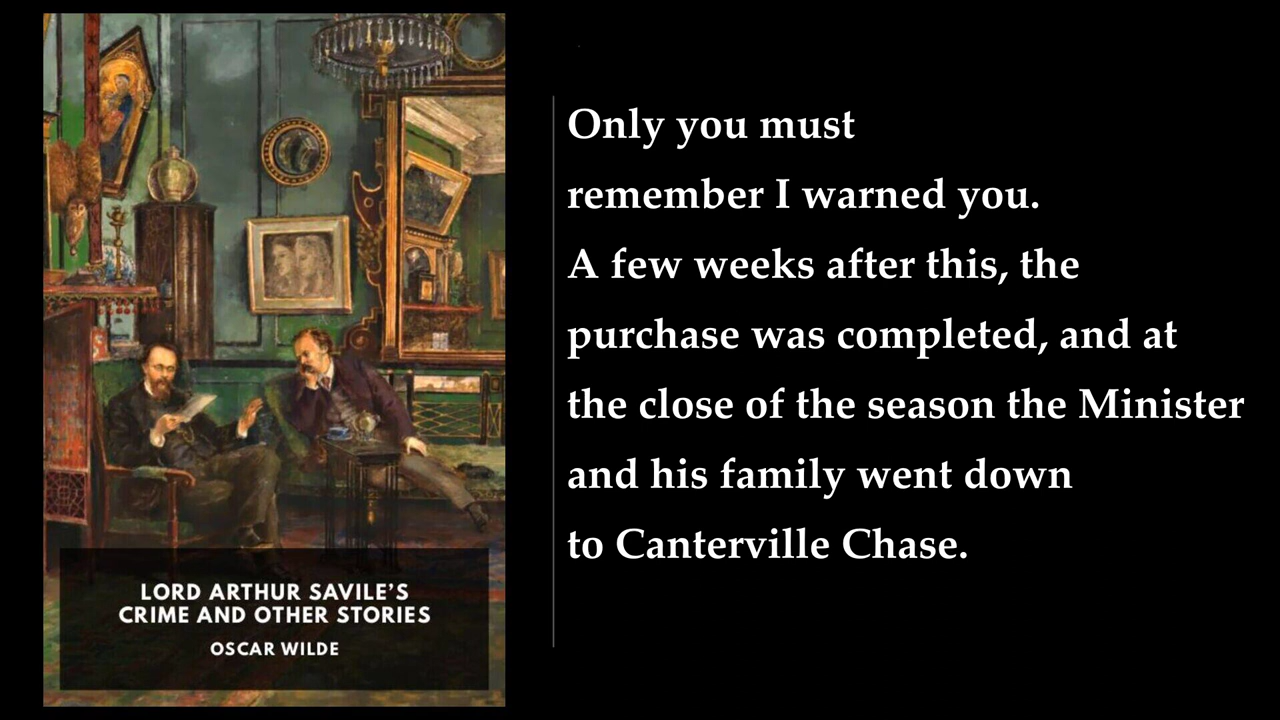 Only you must
remember I warned you.
A few weeks after this, the
purchase was completed, and at
the close of the season the Minister
and his family went down
to Canterville Chase.
LORD ARTHUR SAVILE’S
CRIME AND OTHER STORIES
OSCAR WILDE